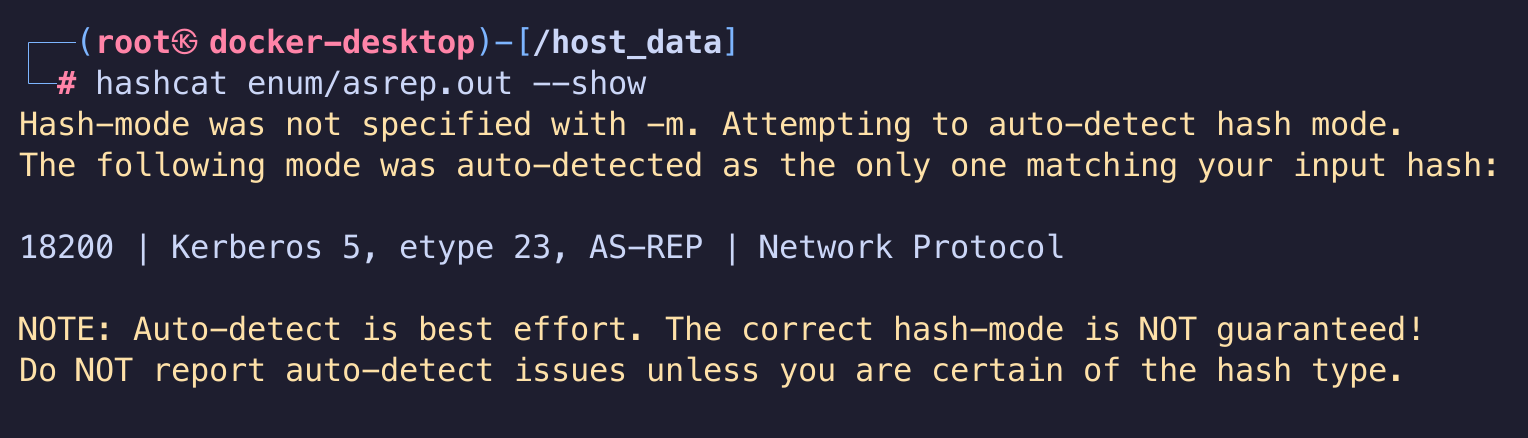 ┌──(root㉿ docker-desktop)-[/host_data]
└─# hashcat enum/asrep.out --show
Hash-mode was not specified with -m. Attempting to auto-detect hash mode.
The following mode was auto-detected as the only one matching your input hash:
18200 | Kerberos 5, etype 23, AS-REP | Network Protocol
NOTE: Auto-detect is best effort. The correct hash-mode is NOT guaranteed!
Do NOT report auto-detect issues unless you are certain of the hash type.